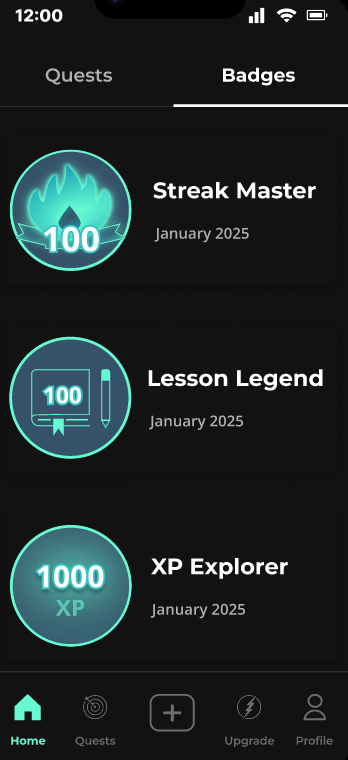 12:00
Quests Badges
100
Streak Master
January 2025
100
Lesson Legend
January 2025
1000
XP
XP Explorer
January 2025
Home Quests Upgrade Profile